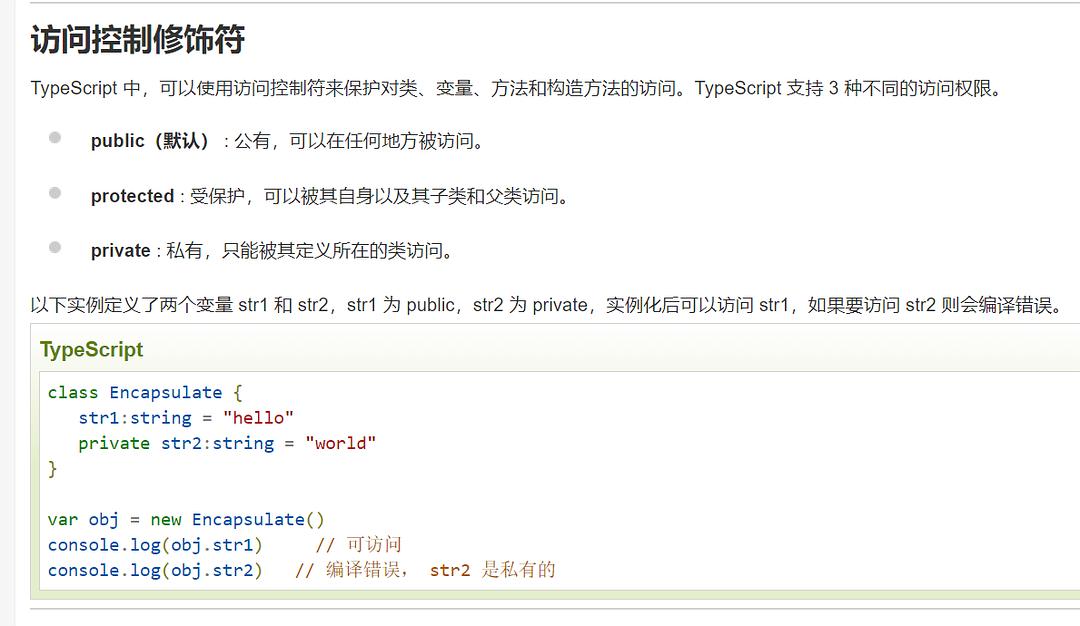 访问控制修饰符
TypeScript 中，可以使用访问控制符来保护对类、变量、方法和构造方法的访问。TypeScript 支持 3 种不同的访问权限。
public（默认） : 公有，可以在任何地方被访问。
protected : 受保护，可以被其自身以及其子类和父类访问。
private : 私有，只能被其定义所在的类访问。
以下实例定义了两个变量 str1 和 str2，str1 为 public，str2 为 private，实例化后可以访问 str1，如果要访问 str2 则会编译错误。
TypeScript
class Encapsulate {
   str1:string = "hello"
   private str2:string = "world"
}
var obj = new Encapsulate()
console.log(obj.str1)     // 可访问
console.log(obj.str2)   // 编译错误， str2 是私有的